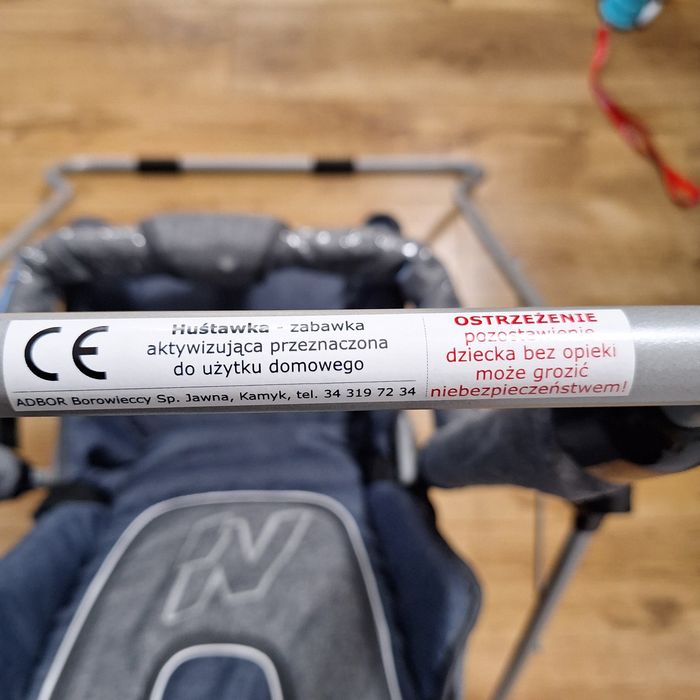 CE
Huśtawka - zabawka
aktywizująca przeznaczona
do użytku domowego
ADBOR Borowieccy Sp. Jawna, Kamyk, tel. 34 319 72 34
OSTRZEŻENIE
pozostawienie
dziecka bez opieki
może grozić
niebezpieczeństwem!
N